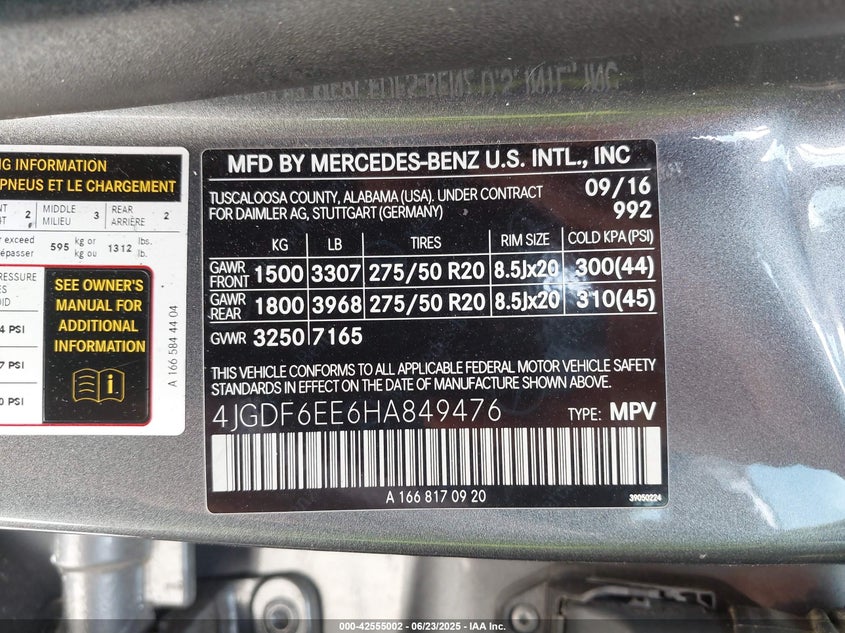 MFD BY MERCEDES-BENZ U.S. INTL., INC
TUSCALOOSA COUNTY, ALABAMA (USA). UNDER CONTRACT
FOR DAIMLER AG, STUTTGART (GERMANY)
09/16
992
KG LB TIRES RIM SIZE COLD KPA (PSI)
GAWR FRONT 1500 3307 275/50 R20 8.5Jx20 300(44)
GAWR REAR 1800 3968 275/50 R20 8.5Jx20 310(45)
GVWR 3250 7165
THIS VEHICLE CONFORMS TO ALL APPLICABLE FEDERAL MOTOR VEHICLE SAFETY
STANDARDS IN EFFECT ON THE DATE OF MANUFACTURE SHOWN ABOVE.
4JGDF6EE6HA849476 TYPE: MPV
A 166 817 09 20
39050224
INFORMATION
PNEUS ET LE CHARGEMENT
2 MIDDLE MILIEU 3 REAR ARRIÈRE 2
exceed 595 kg or kg ou 1312 lbs. lb.
SEE OWNER'S
MANUAL FOR
ADDITIONAL
INFORMATION
PSI
PSI
PSI
A 166 584 44 04
000-42555002 - 06/23/2025 - IAA Inc.